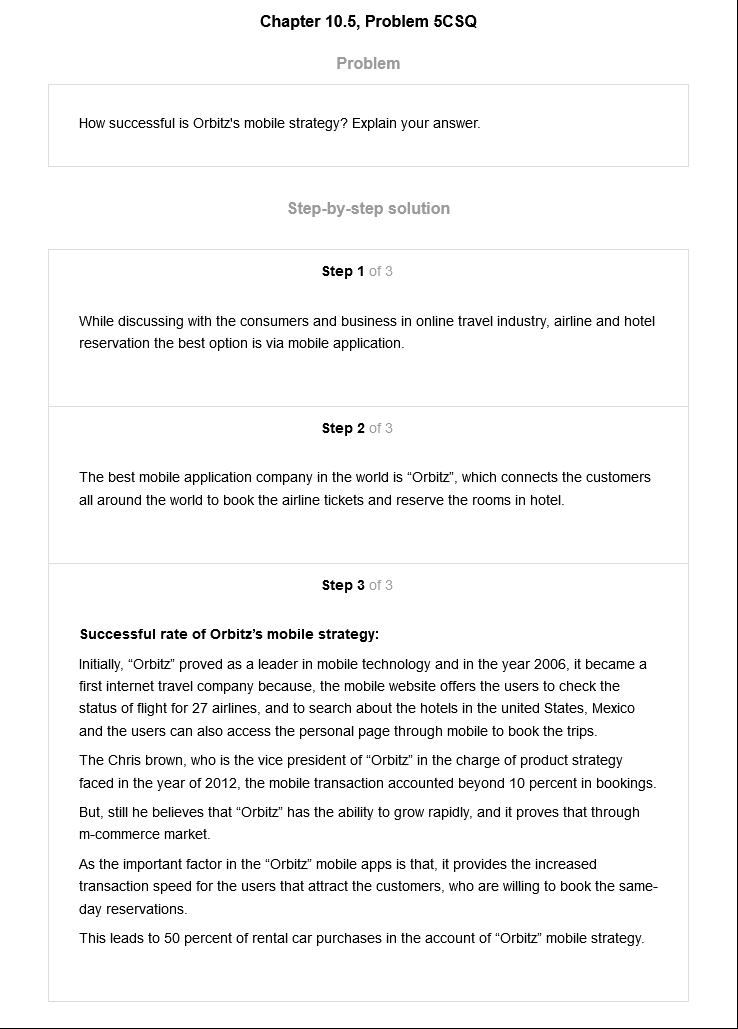 Chapter 10.5, Problem 5CSQ
Problem
How successful is Orbitz's mobile strategy? Explain your answer.
Step-by-step solution
Step 1 of 3
While discussing with the consumers and business in online travel industry, airline and hotel
reservation the best option is via mobile application.
Step 2 of 3
The best mobile application company in the world is “Orbitz”, which connects the customers
all around the world to book the airline tickets and reserve the rooms in hotel.
Step 3 of 3
Successful rate of Orbitz’s mobile strategy:
Initially, “Orbitz” proved as a leader in mobile technology and in the year 2006, it became a
first internet travel company because, the mobile website offers the users to check the
status of flight for 27 airlines, and to search about the hotels in the united States, Mexico
and the users can also access the personal page through mobile to book the trips.
The Chris brown, who is the vice president of “Orbitz” in the charge of product strategy
faced in the year of 2012, the mobile transaction accounted beyond 10 percent in bookings.
But, still he believes that “Orbitz” has the ability to grow rapidly, and it proves that through
m-commerce market.
As the important factor in the “Orbitz” mobile apps is that, it provides the increased
transaction speed for the users that attract the customers, who are willing to book the same-
day reservations.
This leads to 50 percent of rental car purchases in the account of “Orbitz” mobile strategy.